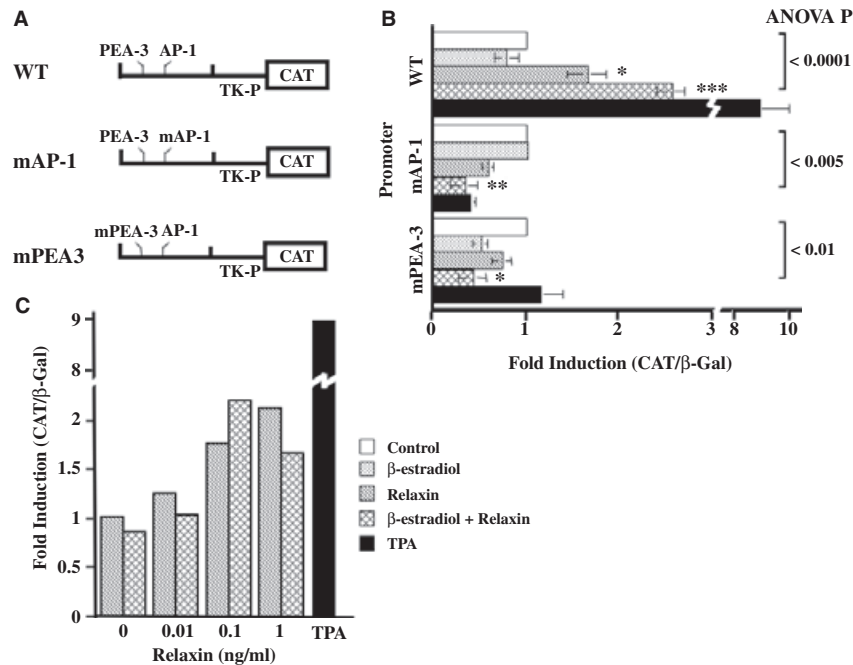 A
WT
PEA-3 AP-1
TK-P
CAT
mAP-1
PEA-3 mAP-1
TK-P
CAT
mPEA3
mPEA-3 AP-1
TK-P
CAT
B
ANOVA P
Promoter
WT
*
***
< 0.0001
mAP-1
**
< 0.005
mPEA-3
*
< 0.01
0 1 2 3 8 10
Fold Induction (CAT/β-Gal)
C
Fold Induction (CAT/β-Gal)
9
8
2
1.5
1
0.5
0
0 0.01 0.1 1 TPA
Relaxin (ng/ml)
Control
β-estradiol
Relaxin
β-estradiol + Relaxin
TPA